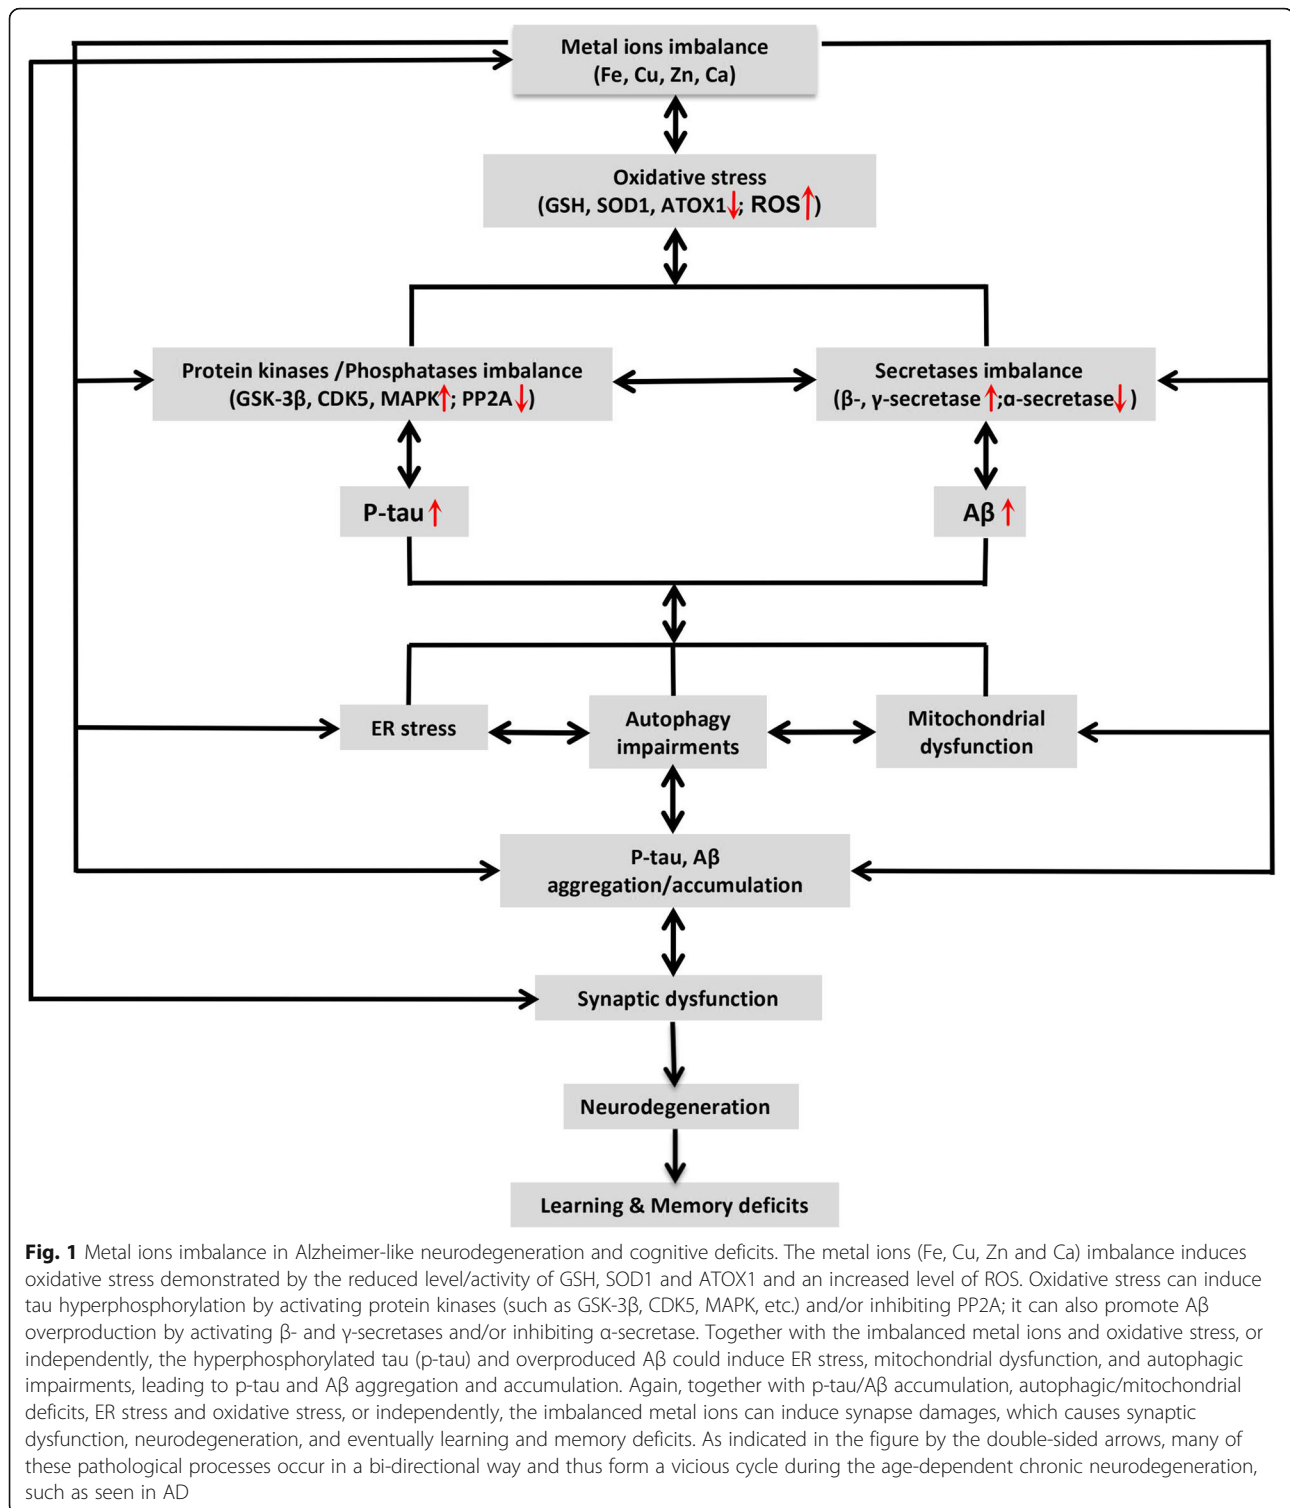 Metal ions imbalance
(Fe, Cu, Zn, Ca)
Oxidative stress
(GSH, SOD1, ATOX1↓; ROS↑)
Protein kinases /Phosphatases imbalance
(GSK-3β, CDK5, MAPK↑; PP2A↓)
Secretases imbalance
(β-, γ-secretase↑;α-secretase↓)
P-tau↑
Aβ↑
ER stress
Autophagy
impairments
Mitochondrial
dysfunction
P-tau, Aβ
aggregation/accumulation
Synaptic dysfunction
Neurodegeneration
Learning & Memory deficits
Fig. 1 Metal ions imbalance in Alzheimer-like neurodegeneration and cognitive deficits. The metal ions (Fe, Cu, Zn and Ca) imbalance induces
oxidative stress demonstrated by the reduced level/activity of GSH, SOD1 and ATOX1 and an increased level of ROS. Oxidative stress can induce
tau hyperphosphorylation by activating protein kinases (such as GSK-3β, CDK5, MAPK, etc.) and/or inhibiting PP2A; it can also promote Aβ
overproduction by activating β- and γ-secretases and/or inhibiting α-secretase. Together with the imbalanced metal ions and oxidative stress, or
independently, the hyperphosphorylated tau (p-tau) and overproduced Aβ could induce ER stress, mitochondrial dysfunction, and autophagic
impairments, leading to p-tau and Aβ aggregation and accumulation. Again, together with p-tau/Aβ accumulation, autophagic/mitochondrial
deficits, ER stress and oxidative stress, or independently, the imbalanced metal ions can induce synapse damages, which causes synaptic
dysfunction, neurodegeneration, and eventually learning and memory deficits. As indicated in the figure by the double-sided arrows, many of
these pathological processes occur in a bi-directional way and thus form a vicious cycle during the age-dependent chronic neurodegeneration,
such as seen in AD